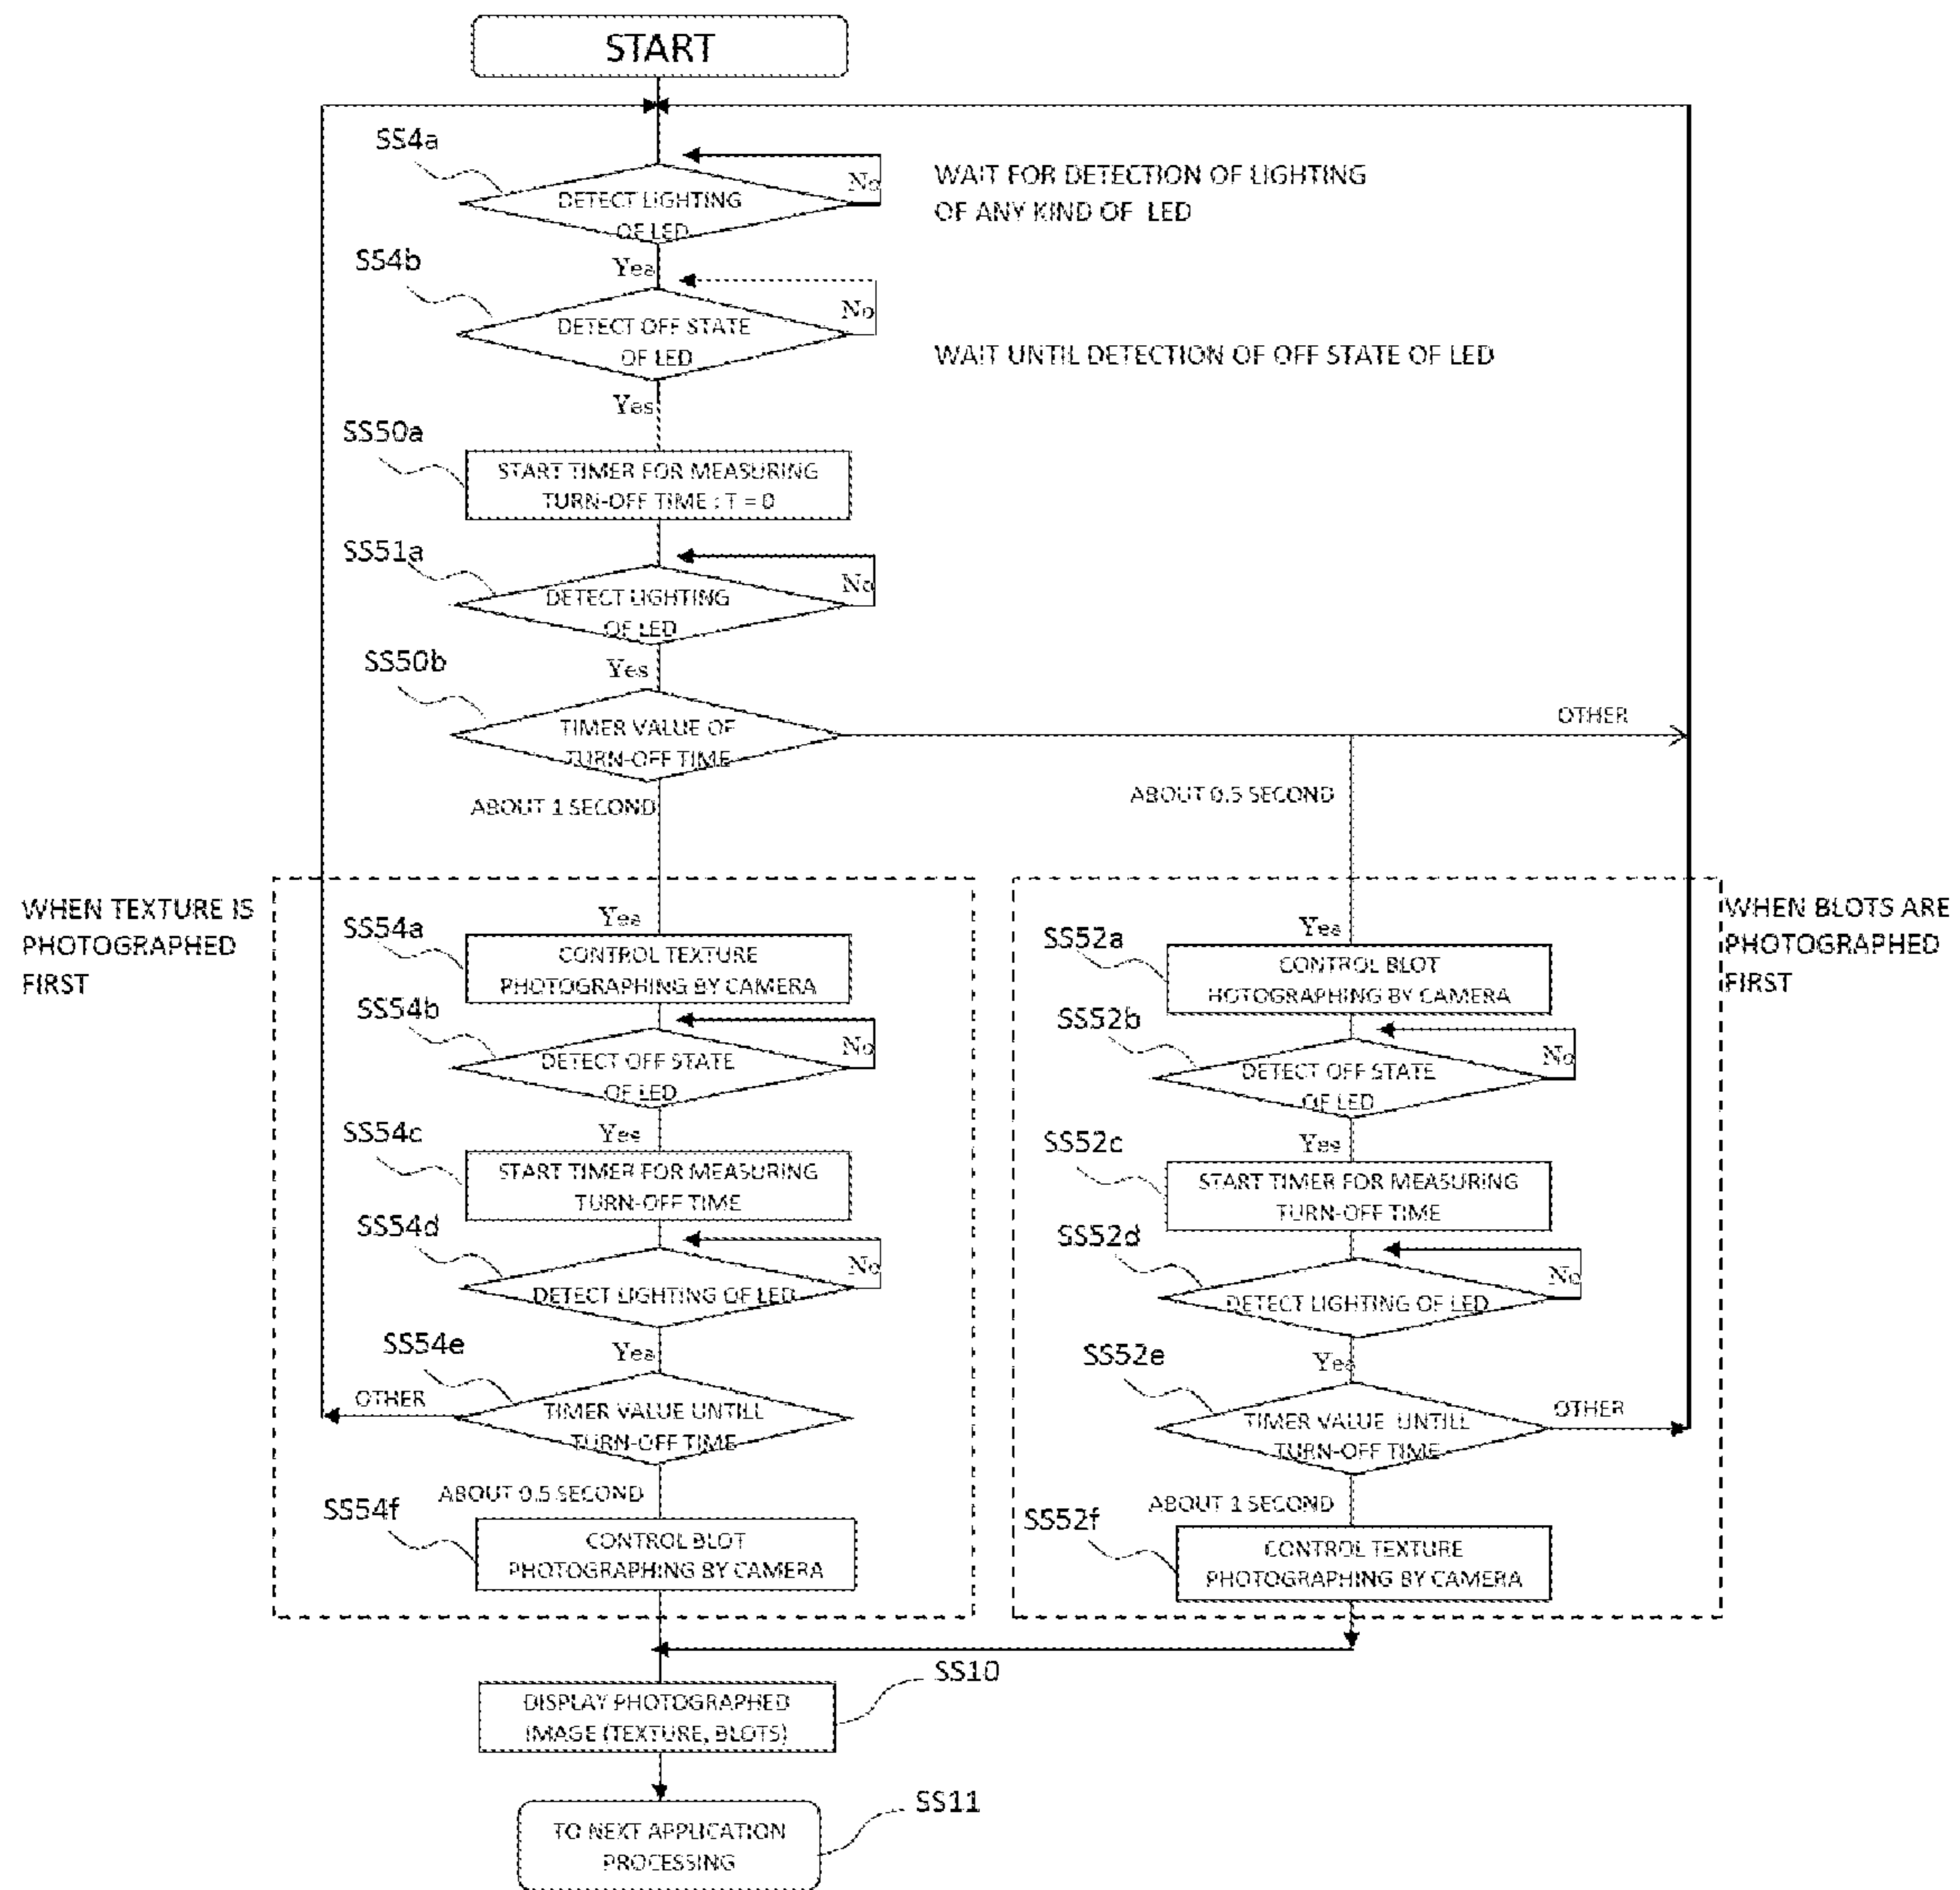 START
SS4a
DETECT LIGHTING
OF LED
No
WAIT FOR DETECTION OF LIGHTING
OF ANY KIND OF LED
Yea
SS4b
DETECT OFF STATE
OF LED
No
WAIT UNTIL DETECTION OF OFF STATE OF LED
Yes
SS50a
START TIMER FOR MEASURING
TURN-OFF TIME : T = 0
SS51a
DETECT LIGHTING
OF LED
No
Yes
SS50b
TIMER VALUE OF
TURN-OFF TIME
OTHER
ABOUT 1 SECOND
ABOUT 0.5 SECOND
WHEN TEXTURE IS
PHOTOGRAPHED
FIRST
Yea
SS54a
CONTROL TEXTURE
PHOTOGRAPHING BY CAMERA
SS54b
DETECT OFF STATE
OF LED
No
Yes
SS54c
START TIMER FOR MEASURING
TURN-OFF TIME
SS54d
DETECT LIGHTING OF LED
No
Yea
SS54e
TIMER VALUE UNTILL
TURN-OFF TIME
OTHER
ABOUT 0.5 SECOND
SS54f
CONTROL BLOT
PHOTOGRAPHING BY CAMERA
WHEN BLOTS ARE
PHOTOGRAPHED
FIRST
Yea
SS52a
CONTROL BLOT
HOTOGRAPHING BY CAMERA
SS52b
DETECT OFF STATE
OF LED
No
Yes
SS52c
START TIMER FOR MEASURING
TURN-OFF TIME
SS52d
DETECT LIGHTING OF LED
No
Yes
SS52e
TIMER VALUE UNTILL
TURN-OFF TIME
OTHER
ABOUT 1 SECOND
SS52f
CONTROL TEXTURE
PHOTOGRAPHING BY CAMERA
SS10
DISPLAY PHOTOGRAPHED
IMAGE (TEXTURE, BLOTS)
SS11
TO NEXT APPLICATION
PROCESSING